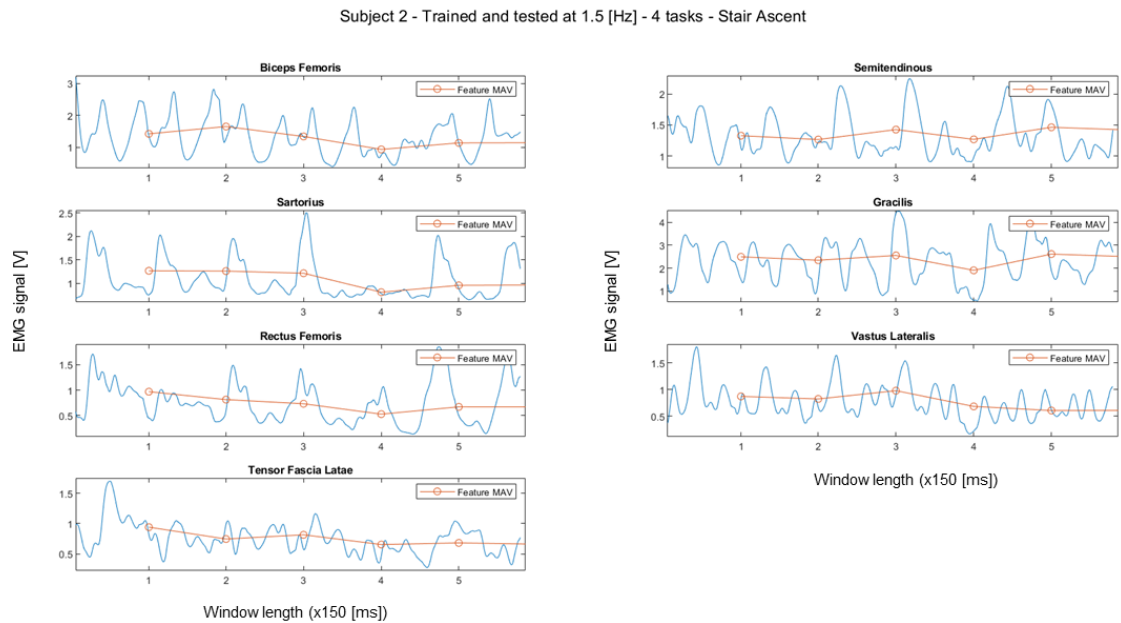 Subject 2 - Trained and tested at 1.5 [Hz] - 4 tasks - Stair Ascent
Biceps Femoris
Feature MAV
3
2
1
1 2 3 4 5
Sartorius
Feature MAV
2.5
2
1.5
1
1 2 3 4 5
EMG signal [V]
Rectus Femoris
Feature MAV
1.5
1
0.5
1 2 3 4 5
Tensor Fascia Latae
Feature MAV
1.5
1
0.5
1 2 3 4 5
Window length (x150 [ms])
Semitendinous
Feature MAV
2
1.5
1
1 2 3 4 5
Gracilis
Feature MAV
4
3
2
1
1 2 3 4 5
EMG signal [V]
Vastus Lateralis
Feature MAV
1.5
1
0.5
1 2 3 4 5
Window length (x150 [ms])